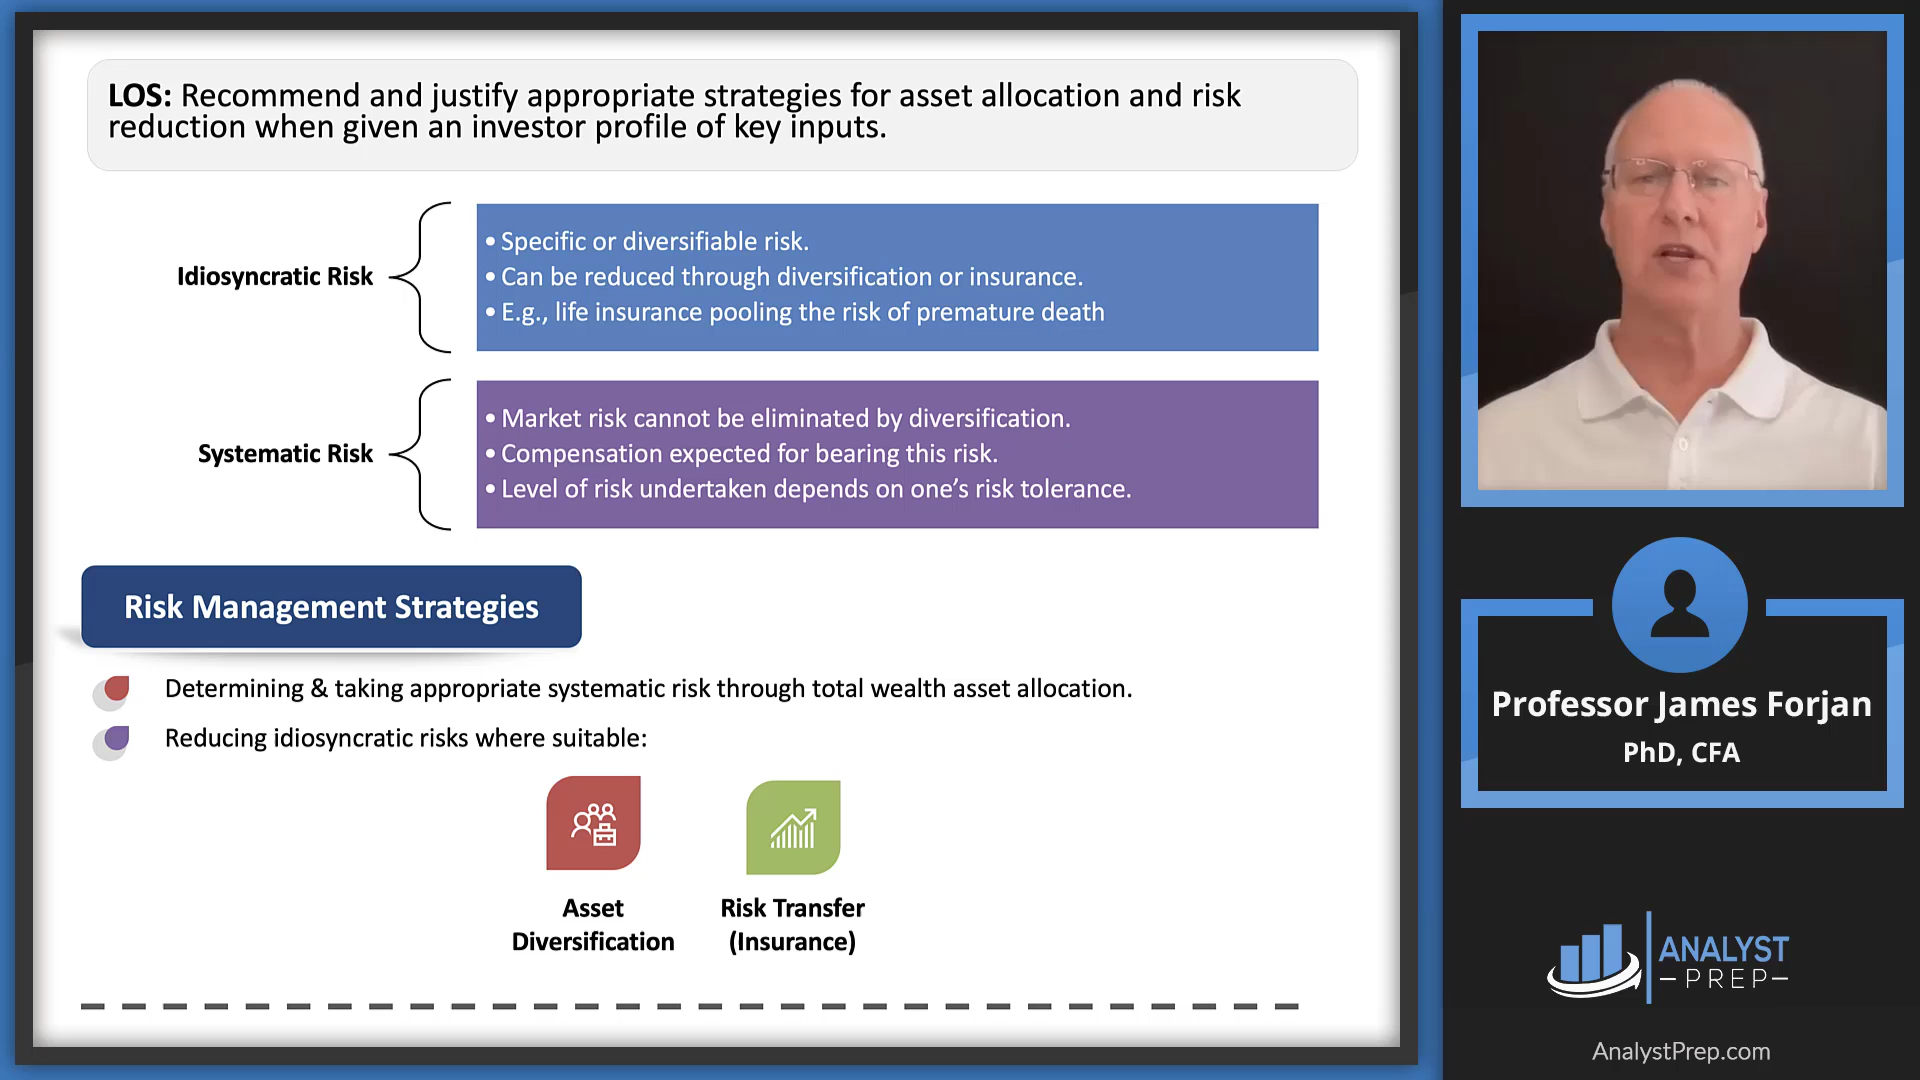 LOS: Recommend and justify appropriate strategies for asset allocation and risk
reduction when given an investor profile of key inputs.
Idiosyncratic Risk
• Specific or diversifiable risk.
• Can be reduced through diversification or insurance.
• E.g., life insurance pooling the risk of premature death
Systematic Risk
• Market risk cannot be eliminated by diversification.
• Compensation expected for bearing this risk.
• Level of risk undertaken depends on one’s risk tolerance.
Risk Management Strategies
Determining & taking appropriate systematic risk through total wealth asset allocation.
Reducing idiosyncratic risks where suitable:
Asset
Diversification
Risk Transfer
(Insurance)
Professor James Forjan
PhD, CFA
ANALYST
PREP
AnalystPrep.com